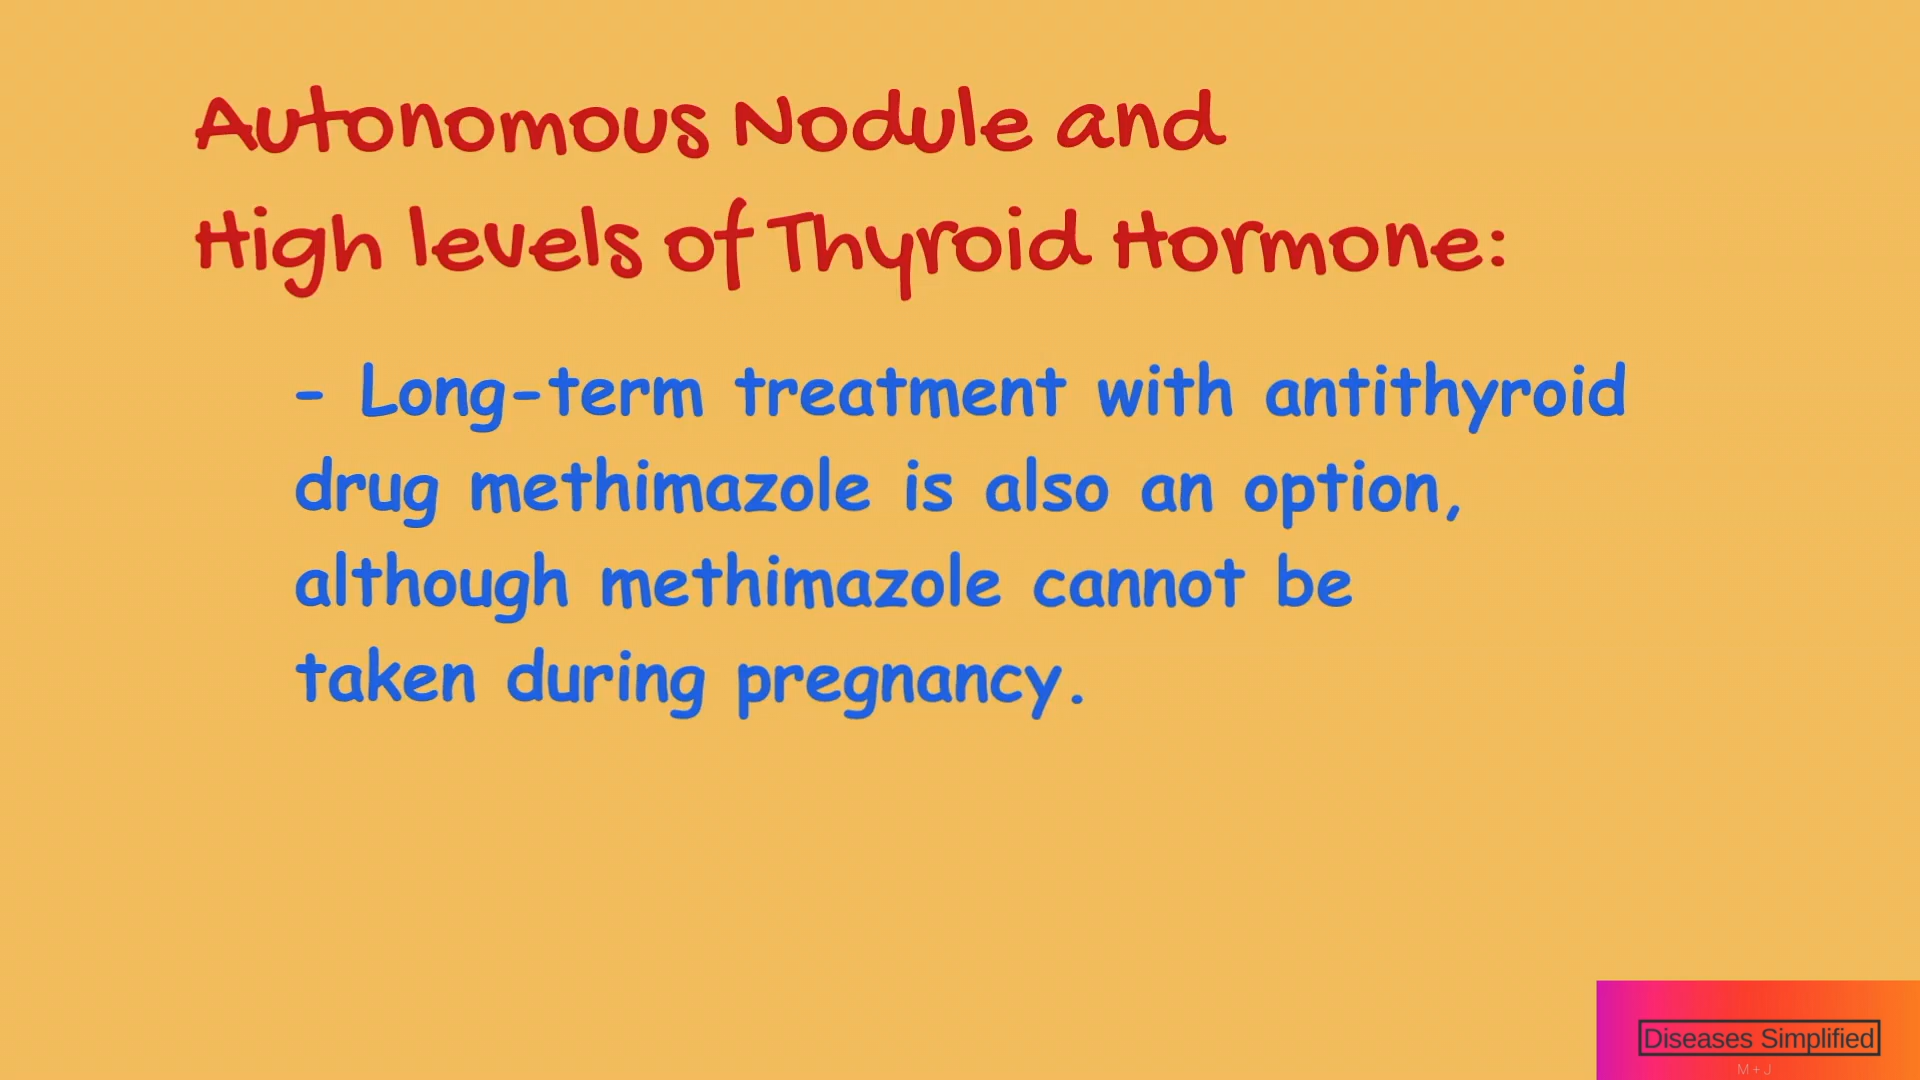 Autonomous Nodule and
High levels of Thyroid Hormone:
- Long-term treatment with antithyroid
drug methimazole is also an option,
although methimazole cannot be
taken during pregnancy.
Diseases Simplified
M + J